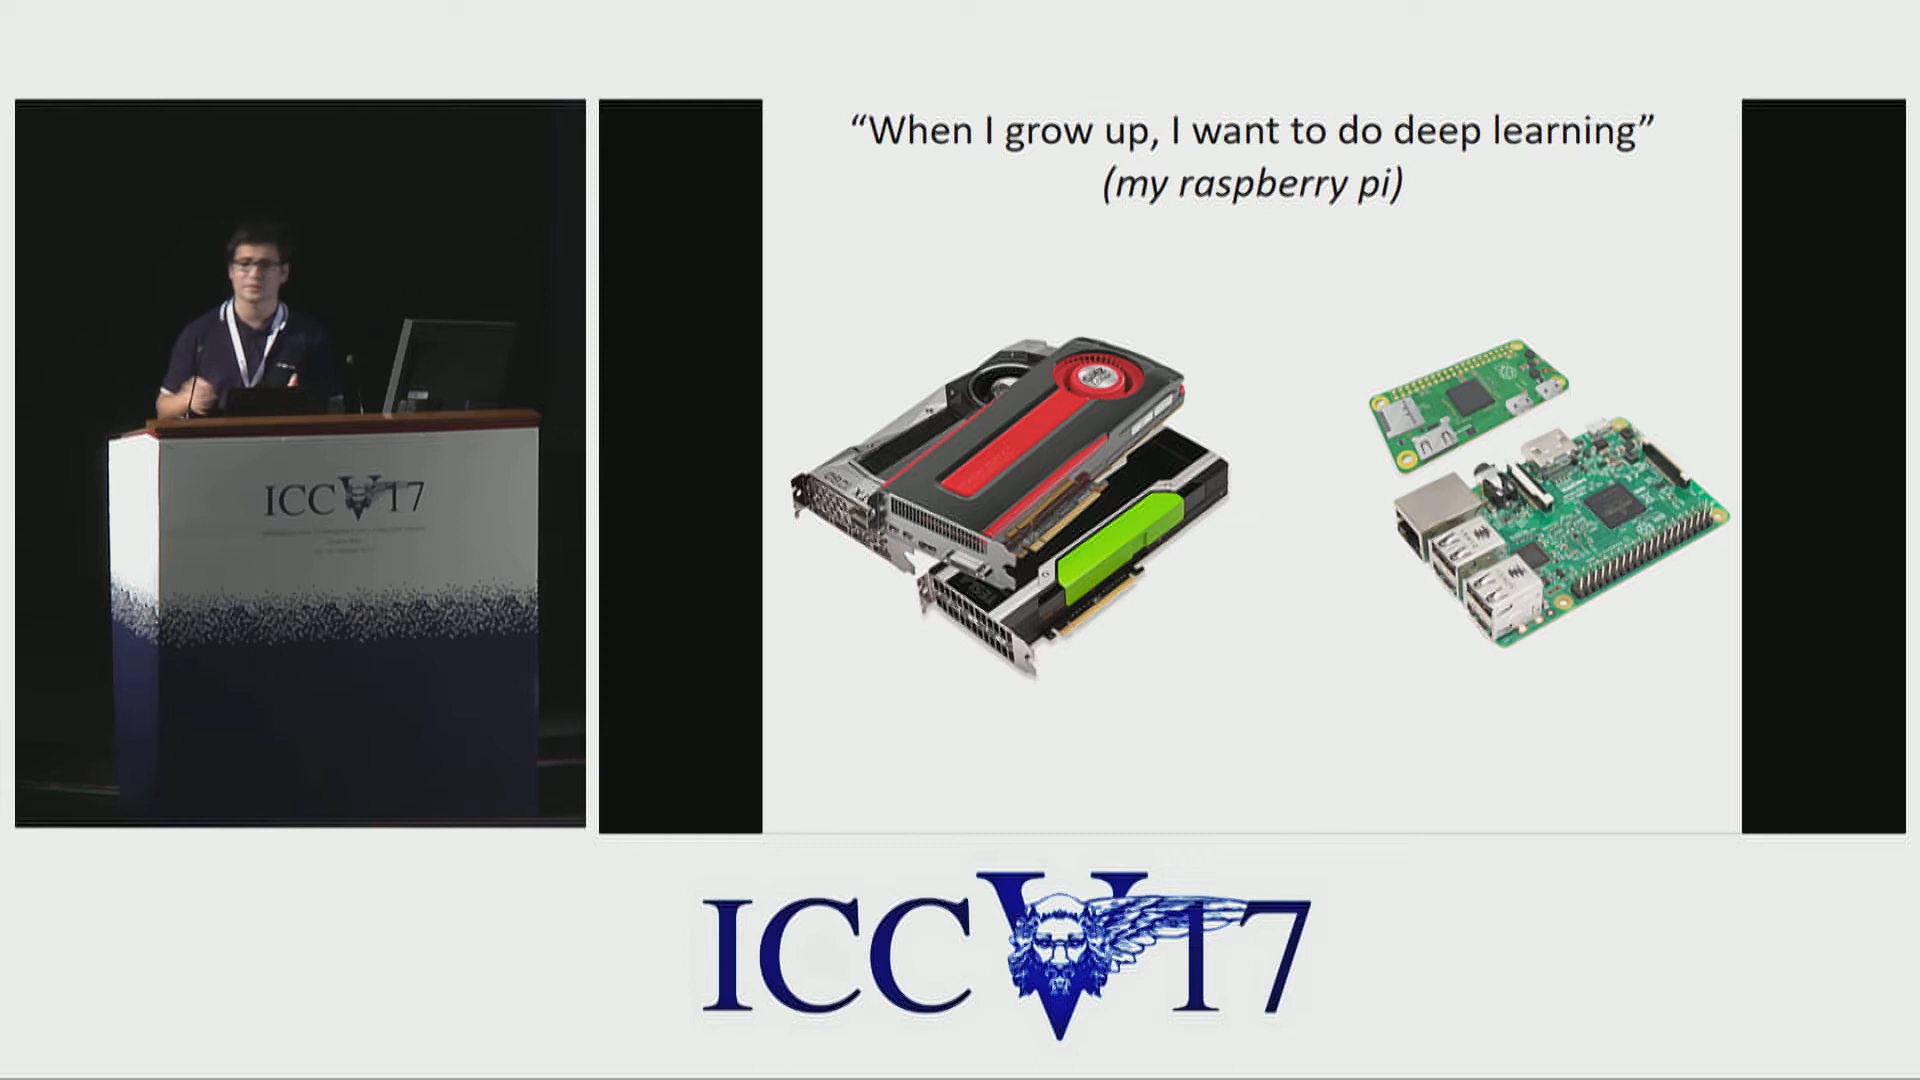 “When I grow up, I want to do deep learning”
(my raspberry pi)
ICCV17
ICCV17